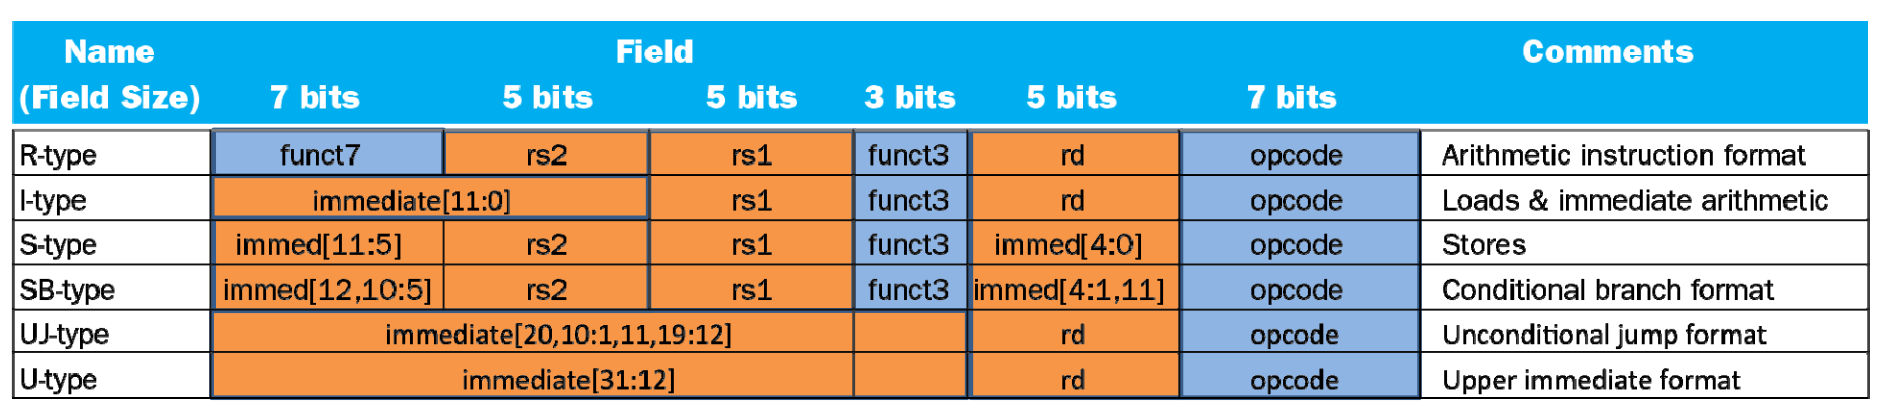 Name Field Comments
(Field Size) 7 bits 5 bits 5 bits 3 bits 5 bits 7 bits
R-type funct7 rs2 rs1 funct3 rd opcode Arithmetic instruction format
I-type immediate[11:0] rs1 funct3 rd opcode Loads & immediate arithmetic
S-type immed[11:5] rs2 rs1 funct3 immed[4:0] opcode Stores
SB-type immed[12,10:5] rs2 rs1 funct3 immed[4:1,11] opcode Conditional branch format
UJ-type immediate[20,10:1,11,19:12] rd opcode Unconditional jump format
U-type immediate[31:12] rd opcode Upper immediate format